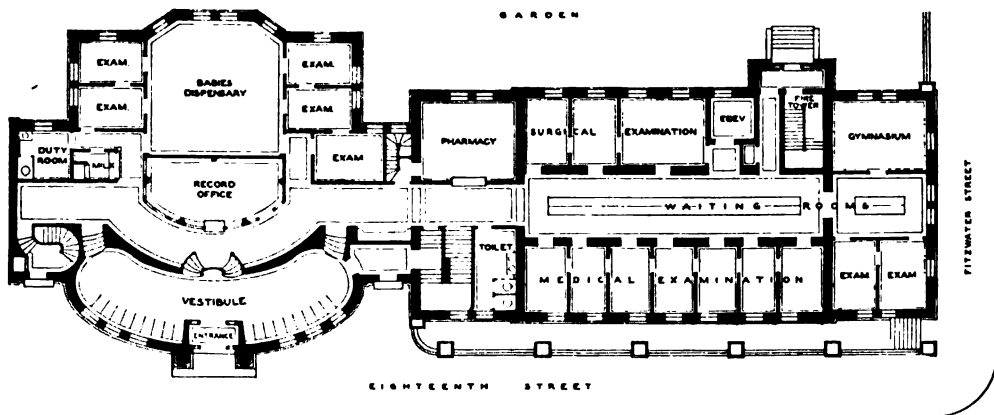 GARDEN
EXAM.
BABIES
DISPENSARY
EXAM.
EXAM.
EXAM.
DUTY
ROOM
MILK
EXAM
RECORD
OFFICE
PHARMACY
SURGICAL EXAMINATION
ELEV
FIRE
TOWER
GYMNASIUM
WAITING ROOMS
TOILET
VESTIBULE
ENTRANCE
MEDICAL EXAMINATION
EXAM
EXAM
FITZWATER STREET
EIGHTEENTH STREET